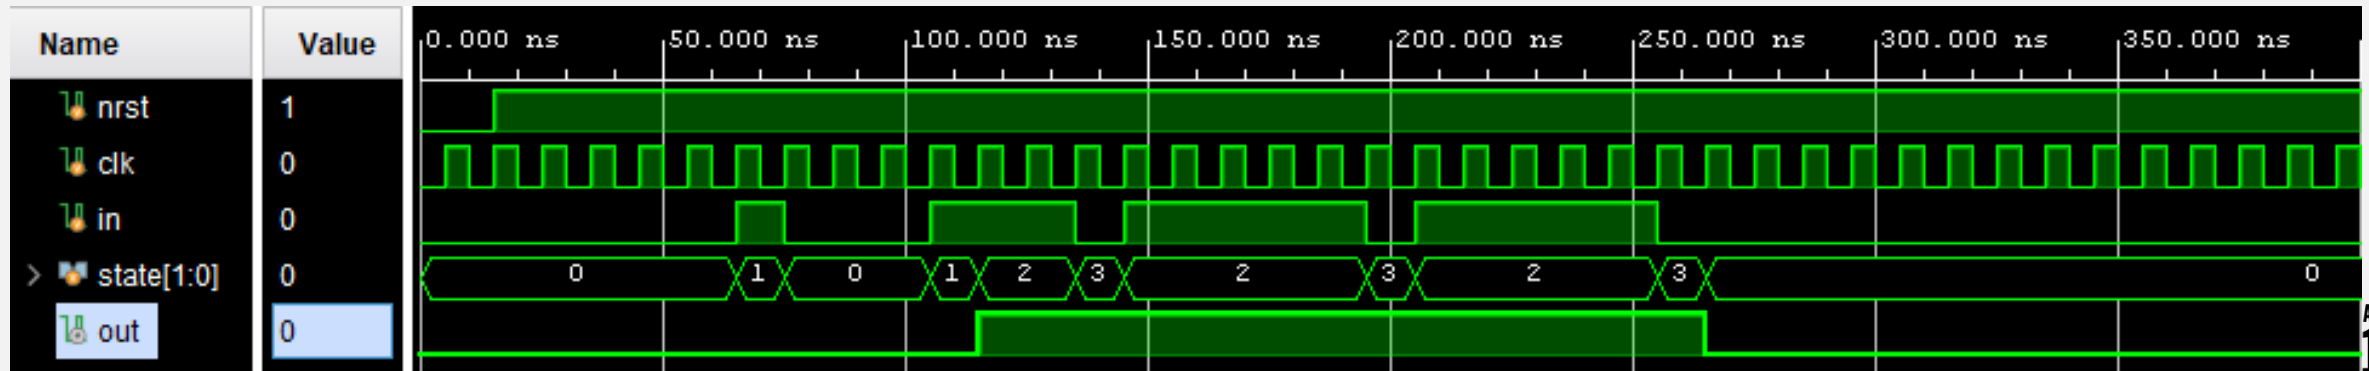 Name Value 0.000 ns 50.000 ns 100.000 ns 150.000 ns 200.000 ns 250.000 ns 300.000 ns 350.000 ns
nrst 1
clk 0
in 0
state[1:0] 0 0 1 0 1 2 3 2 3 2 3 0
out 0